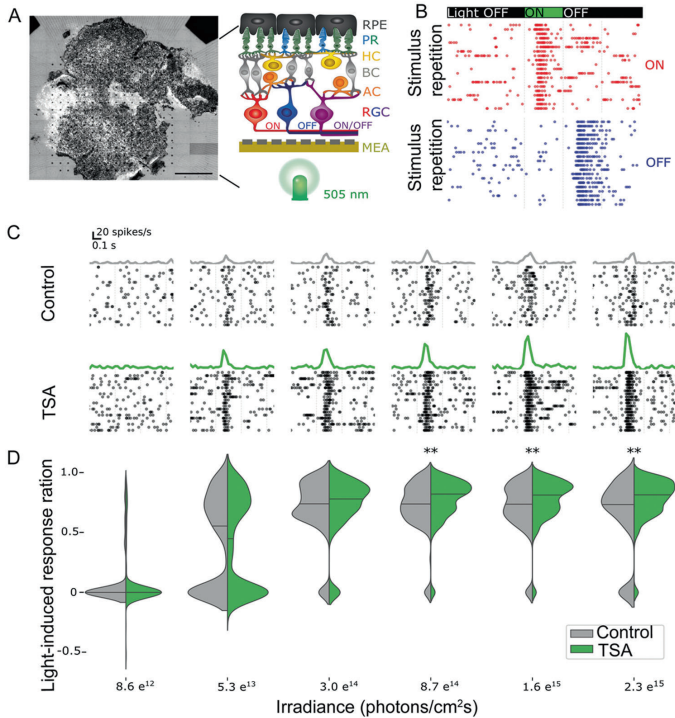 A
RPE
PR
HC
BC
AC
RGC
ON OFF ON/OFF
MEA
505 nm
B
Light OFF ON OFF
Stimulus
repetition
ON
Stimulus
repetition
OFF
C
20 spikes/s
0.1 s
Control
TSA
D
** ** **
Light-induced response ration
1.0
0.5
0
-0.5
Control
TSA
8.6 e¹² 5.3 e¹³ 3.0 e¹⁴ 8.7 e¹⁴ 1.6 e¹⁵ 2.3 e¹⁵
Irradiance (photons/cm²s)